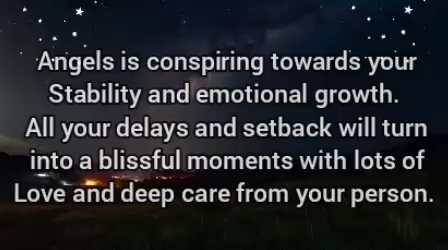 Angels is conspiring towards your
Stability and emotional growth.
All your delays and setback will turn
into a blissful moments with lots of
Love and deep care from your person.